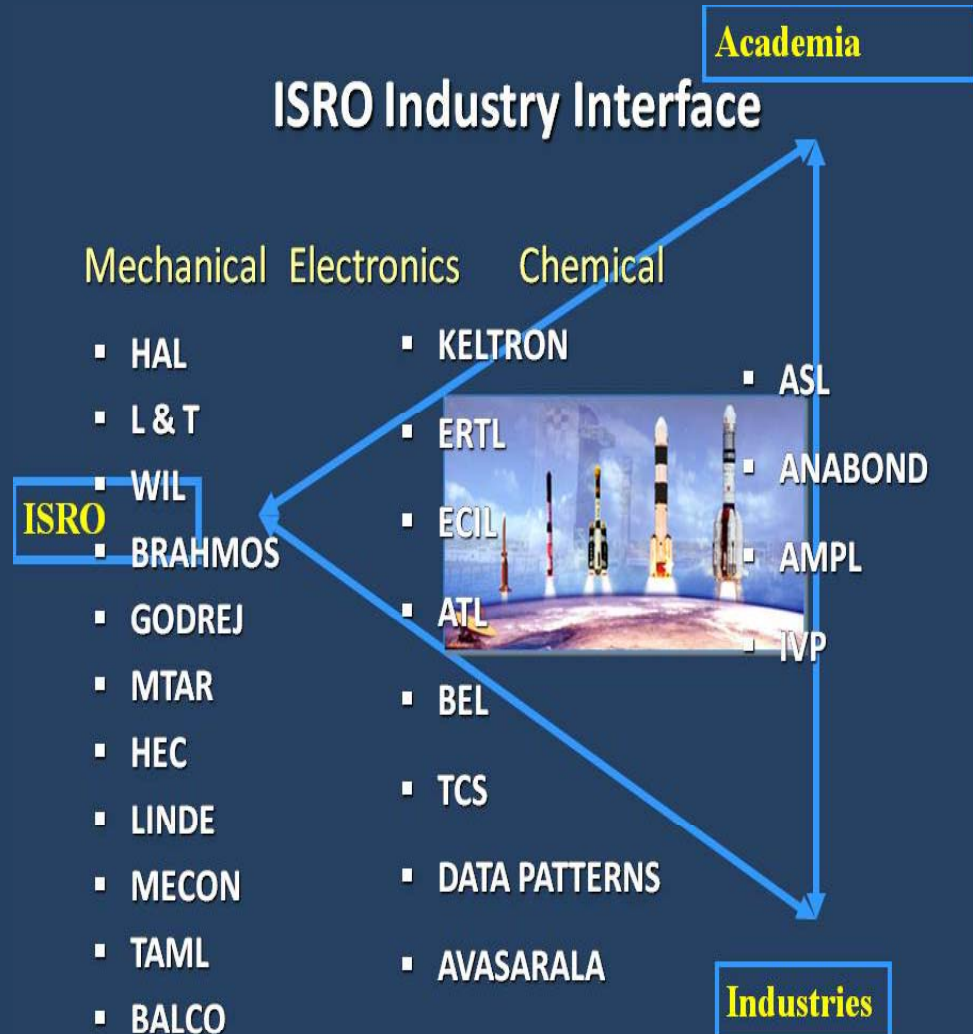 Academia
ISRO Industry Interface
Mechanical Electronics Chemical
▪ HAL
▪ L & T
▪ WIL
ISRO
▪ BRAHMOS
▪ GODREJ
▪ MTAR
▪ HEC
▪ LINDE
▪ MECON
▪ TAML
▪ BALCO
▪ KELTRON
▪ ERTL
▪ ECIL
▪ ATL
▪ BEL
▪ TCS
▪ DATA PATTERNS
▪ AVASARALA
▪ ASL
▪ ANABOND
▪ AMPL
▪ IVP
Industries